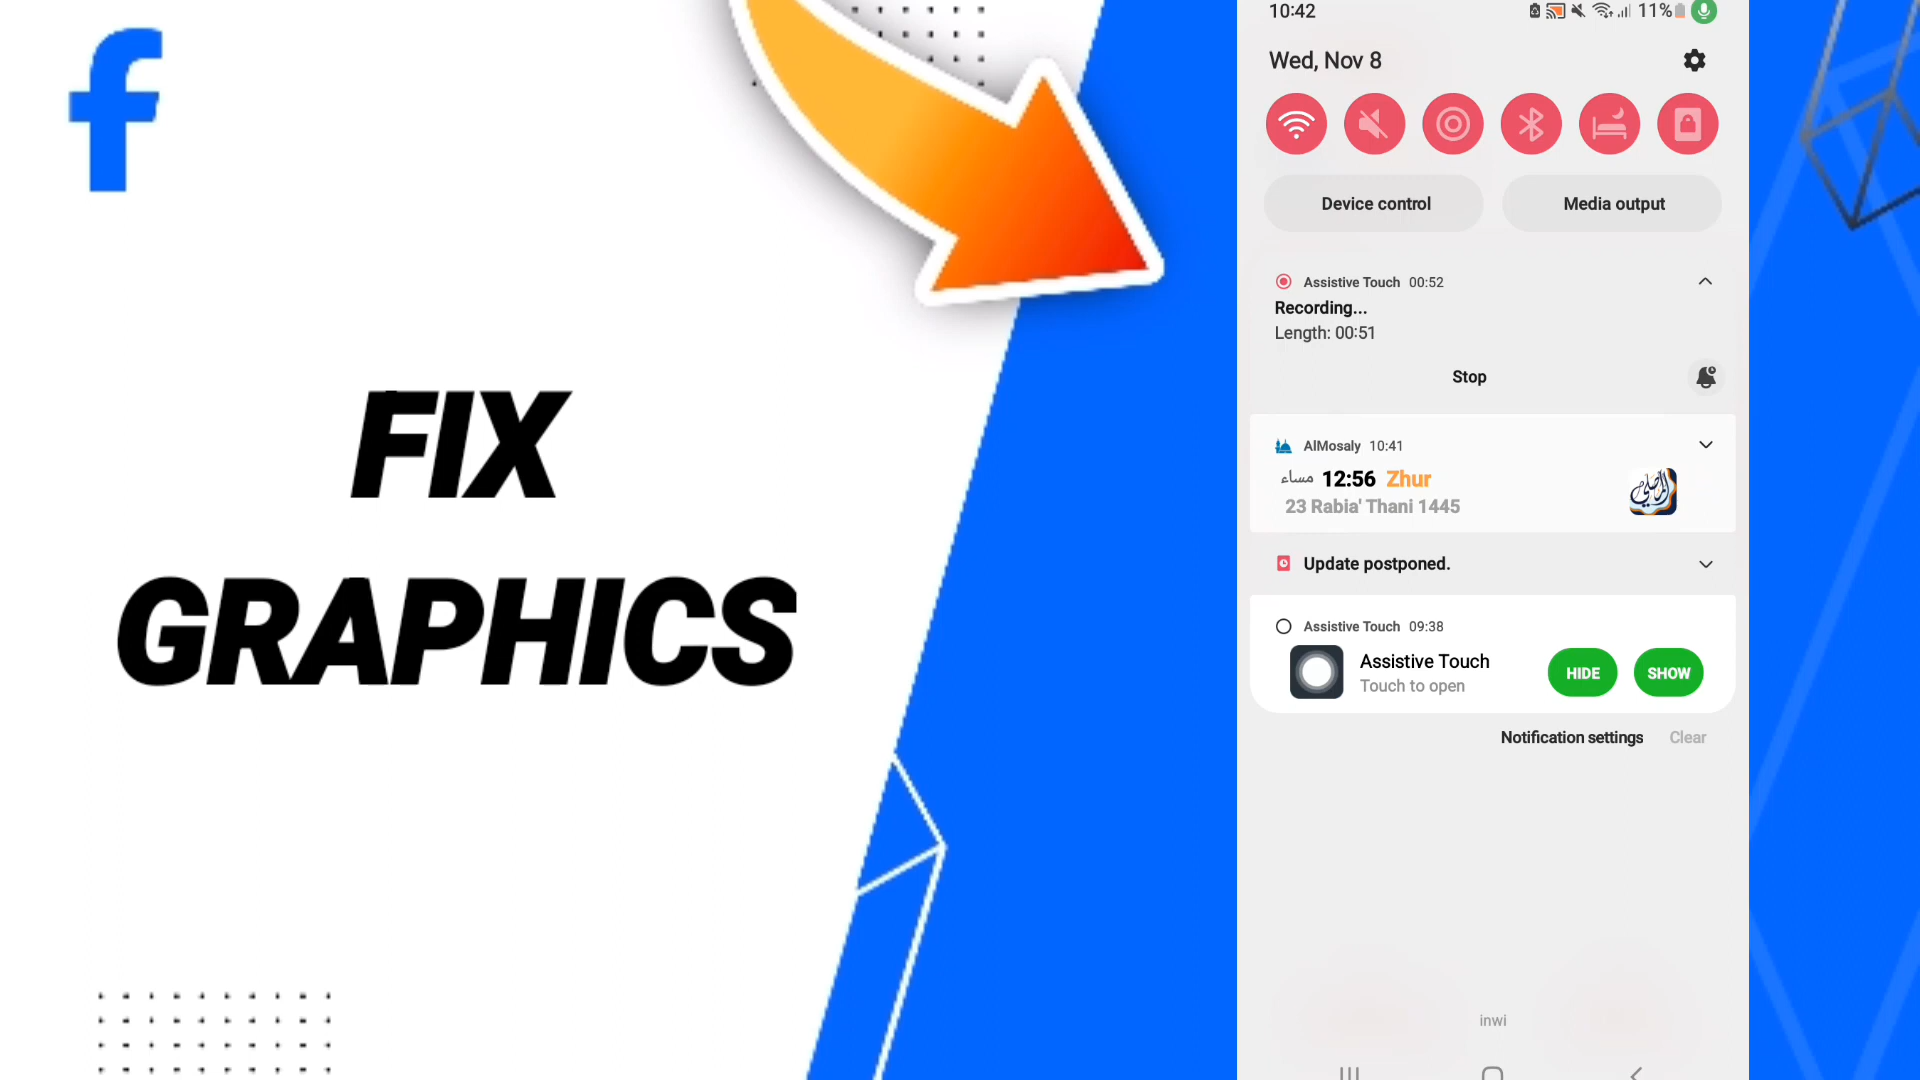 f
FIX
GRAPHICS
10:42
11%
Wed, Nov 8
Device control
Media output
Assistive Touch 00:52
Recording...
Length: 00:51
Stop
AlMosaly 10:41
مساء 12:56 Zhur
23 Rabia' Thani 1445
المصلي
Update postponed.
Assistive Touch 09:38
Assistive Touch
Touch to open
HIDE
SHOW
Notification settings
Clear
inwi